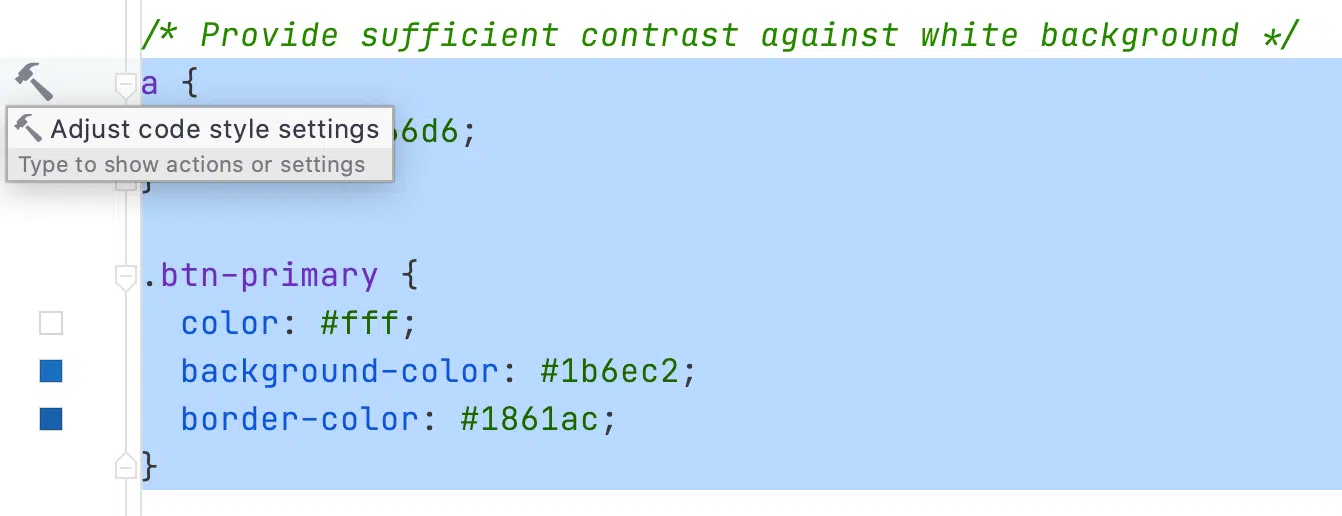 /* Provide sufficient contrast against white background */
a {
Adjust code style settings
6d6;
Type to show actions or settings
}
.btn-primary {
color: #fff;
background-color: #1b6ec2;
border-color: #1861ac;
}